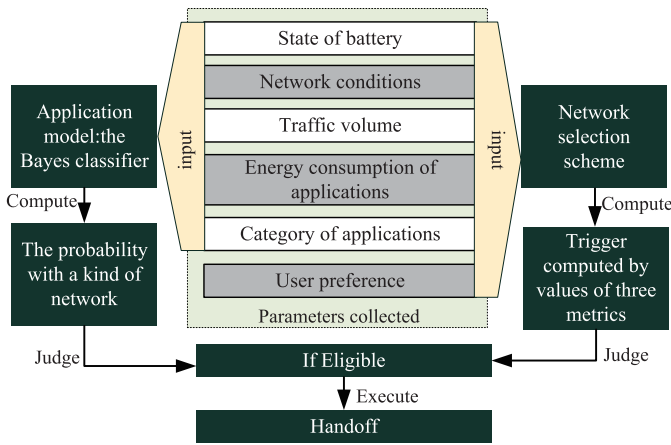 State of battery
Network conditions
Traffic volume
Energy consumption of
applications
Category of applications
User preference
Parameters collected
input
input
Application
model:the
Bayes classifier
Compute
The probability
with a kind of
network
Judge
Network
selection
scheme
Compute
Trigger
computed by
values of three
metrics
Judge
If Eligible
Execute
Handoff